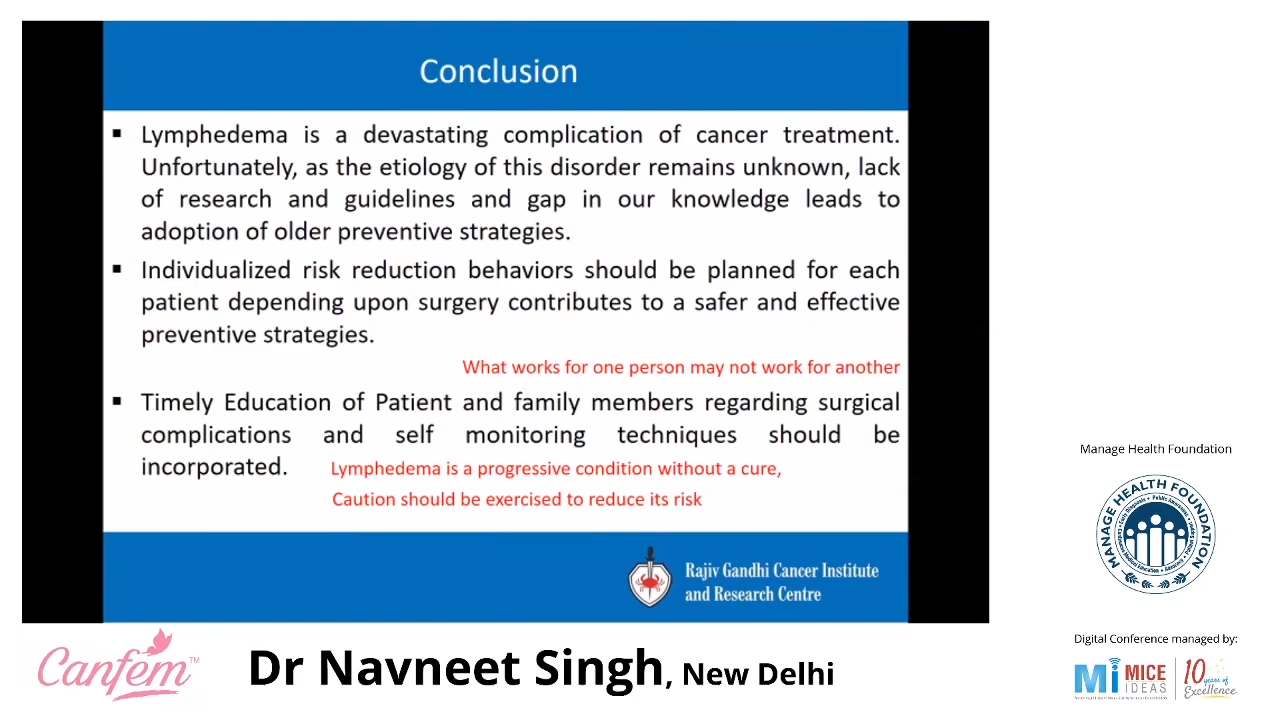 Conclusion
▪ Lymphedema is a devastating complication of cancer treatment.
Unfortunately, as the etiology of this disorder remains unknown, lack
of research and guidelines and gap in our knowledge leads to
adoption of older preventive strategies.
▪ Individualized risk reduction behaviors should be planned for each
patient depending upon surgery contributes to a safer and effective
preventive strategies.
What works for one person may not work for another
▪ Timely Education of Patient and family members regarding surgical
complications and self monitoring techniques should be
incorporated. Lymphedema is a progressive condition without a cure,
Caution should be exercised to reduce its risk
Rajiv Gandhi Cancer Institute
and Research Centre
Manage Health Foundation
MANAGE HEALTH FOUNDATION
Digital Conference managed by:
Mi MICE
IDEAS
10 years of
Excellence
Canfem™
Dr Navneet Singh, New Delhi